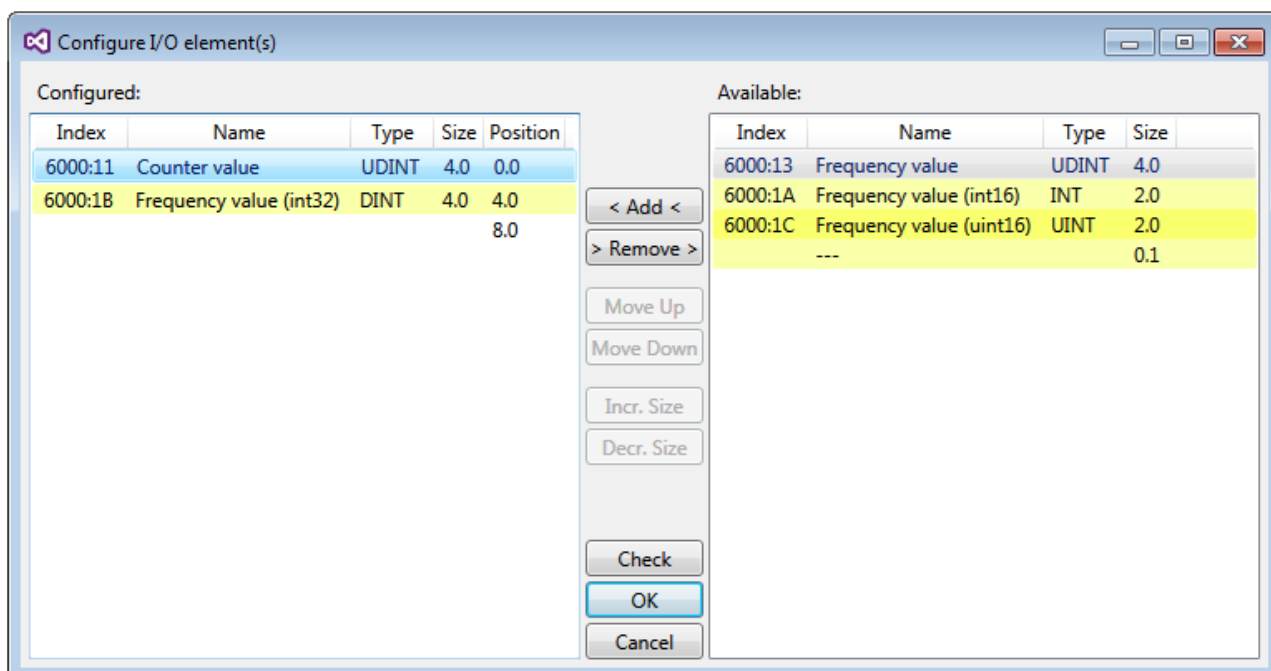 Configure I/O element(s)
Configured:
Index Name Type Size Position
6000:11 Counter value UDINT 4.0 0.0
6000:1B Frequency value (int32) DINT 4.0 4.0
8.0
< Add <
> Remove >
Move Up
Move Down
Incr. Size
Decr. Size
Check
OK
Cancel
Available:
Index Name Type Size
6000:13 Frequency value UDINT 4.0
6000:1A Frequency value (int16) INT 2.0
6000:1C Frequency value (uint16) UINT 2.0
--- 0.1